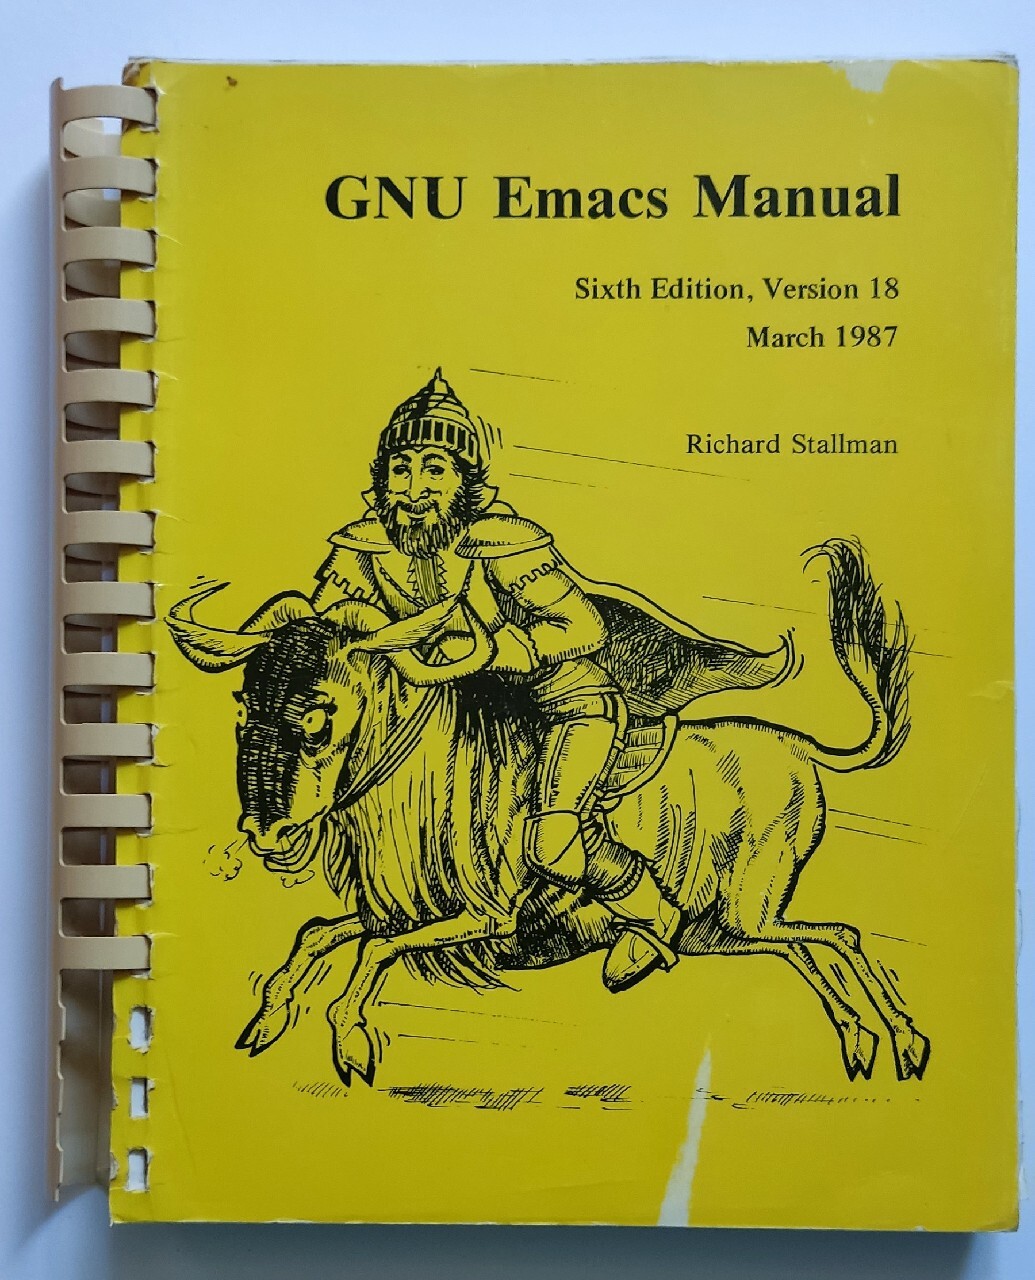 GNU Emacs Manual
Sixth Edition, Version 18
March 1987
Richard Stallman